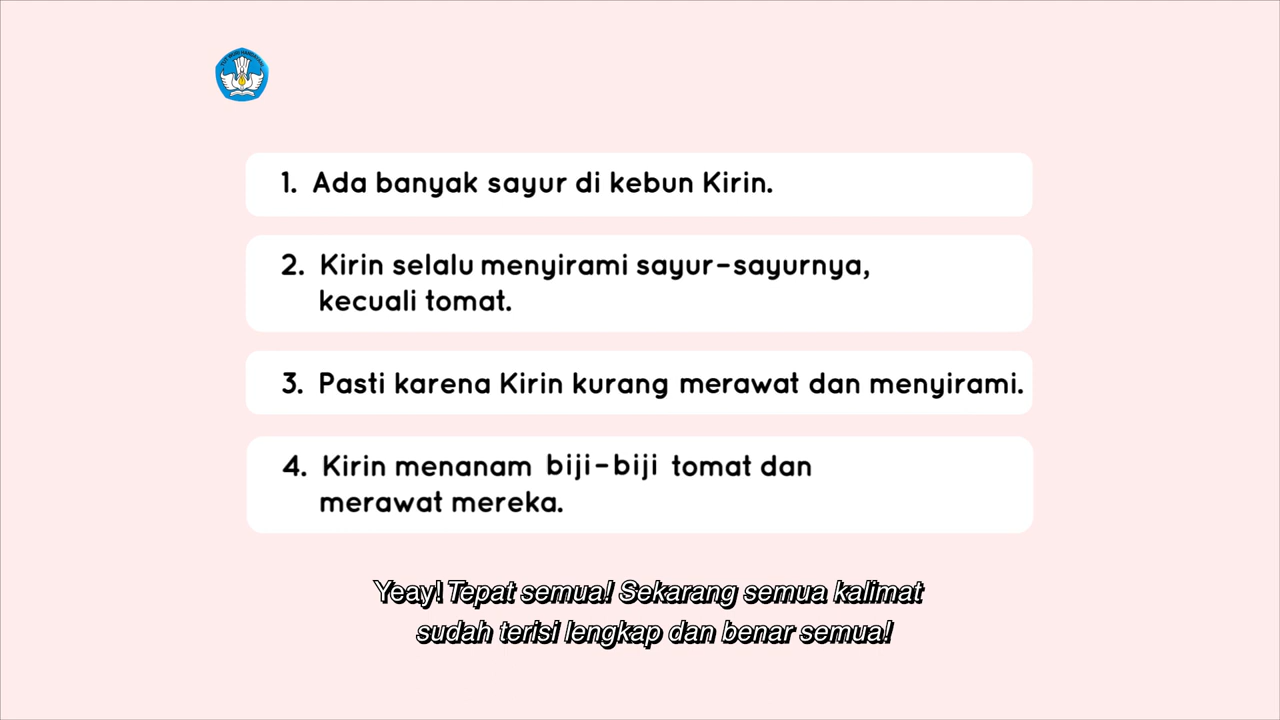 1. Ada banyak sayur di kebun Kirin.
2. Kirin selalu menyirami sayur-sayurnya,
kecuali tomat.
3. Pasti karena Kirin kurang merawat dan menyirami.
4. Kirin menanam biji-biji tomat dan
merawat mereka.
Yeay! Tepat semua! Sekarang semua kalimat
sudah terisi lengkap dan benar semua!